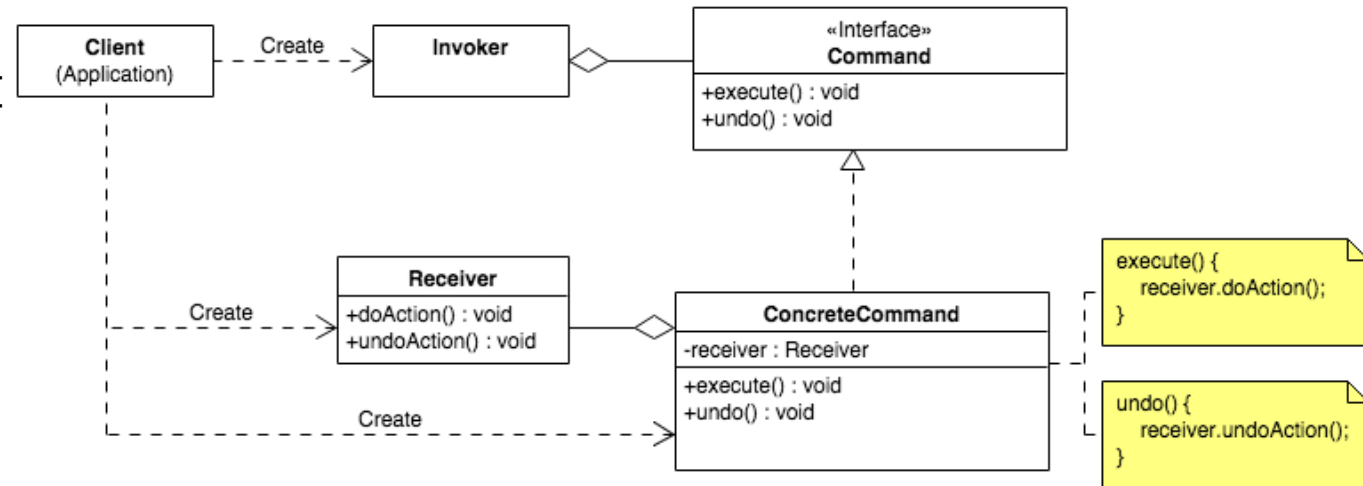 Client
(Application)
Create
Invoker
«Interface»
Command
+execute() : void
+undo() : void
Create
Receiver
+doAction() : void
+undoAction() : void
Create
ConcreteCommand
-receiver : Receiver
+execute() : void
+undo() : void
execute() {
receiver.doAction();
}
undo() {
receiver.undoAction();
}